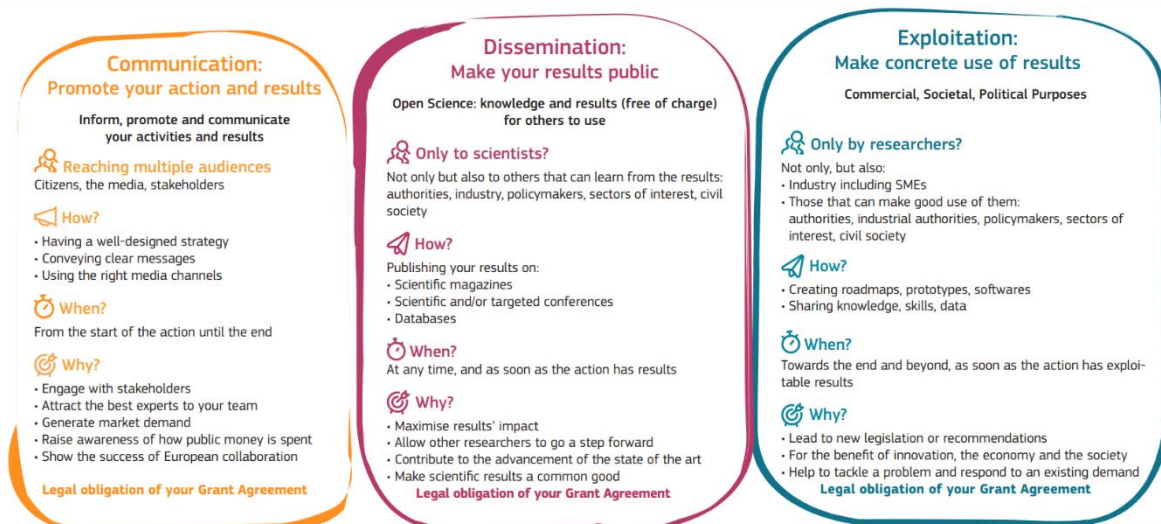 Communication:
Promote your action and results
Inform, promote and communicate
your activities and results
Reaching multiple audiences
Citizens, the media, stakeholders
How?
• Having a well-designed strategy
• Conveying clear messages
• Using the right media channels
When?
From the start of the action until the end
Why?
• Engage with stakeholders
• Attract the best experts to your team
• Generate market demand
• Raise awareness of how public money is spent
• Show the success of European collaboration
Legal obligation of your Grant Agreement
Dissemination:
Make your results public
Open Science: knowledge and results (free of charge)
for others to use
Only to scientists?
Not only but also to others that can learn from the results:
authorities, industry, policymakers, sectors of interest, civil
society
How?
Publishing your results on:
• Scientific magazines
• Scientific and/or targeted conferences
• Databases
When?
At any time, and as soon as the action has results
Why?
• Maximise results' impact
• Allow other researchers to go a step forward
• Contribute to the advancement of the state of the art
• Make scientific results a common good
Legal obligation of your Grant Agreement
Exploitation:
Make concrete use of results
Commercial, Societal, Political Purposes
Only by researchers?
Not only, but also:
• Industry including SMEs
• Those that can make good use of them:
authorities, industrial authorities, policymakers, sectors of
interest, civil society
How?
• Creating roadmaps, prototypes, softwares
• Sharing knowledge, skills, data
When?
Towards the end and beyond, as soon as the action has exploi-
table results
Why?
• Lead to new legislation or recommendations
• For the benefit of innovation, the economy and the society
• Help to tackle a problem and respond to an existing demand
Legal obligation of your Grant Agreement